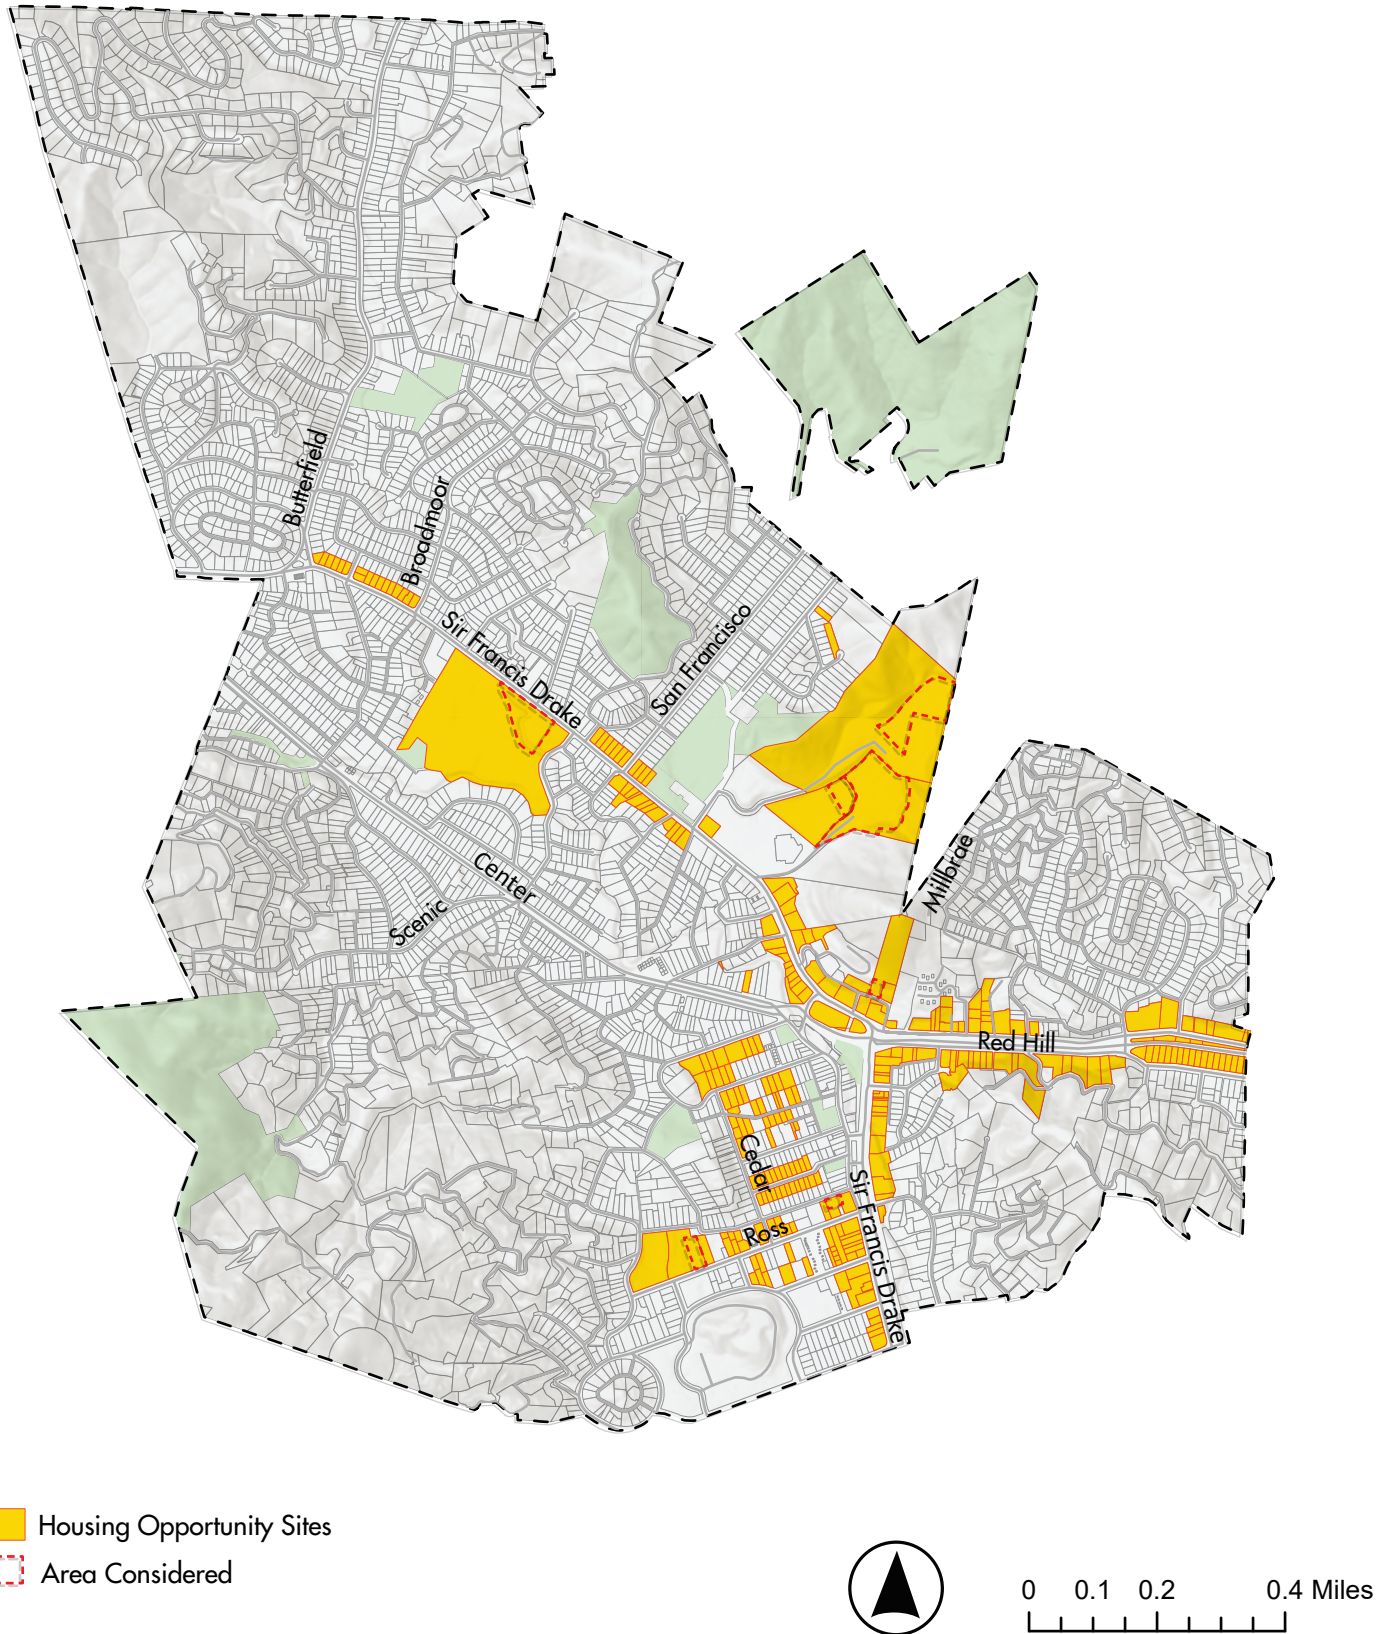 Butterfield
Broadmoor
Sir Francis Drake
San Francisco
Millbrae
Center
Scenic
Red Hill
Cedar
Sir Francis Drake
Ross
Housing Opportunity Sites
Area Considered
0 0.1 0.2 0.4 Miles